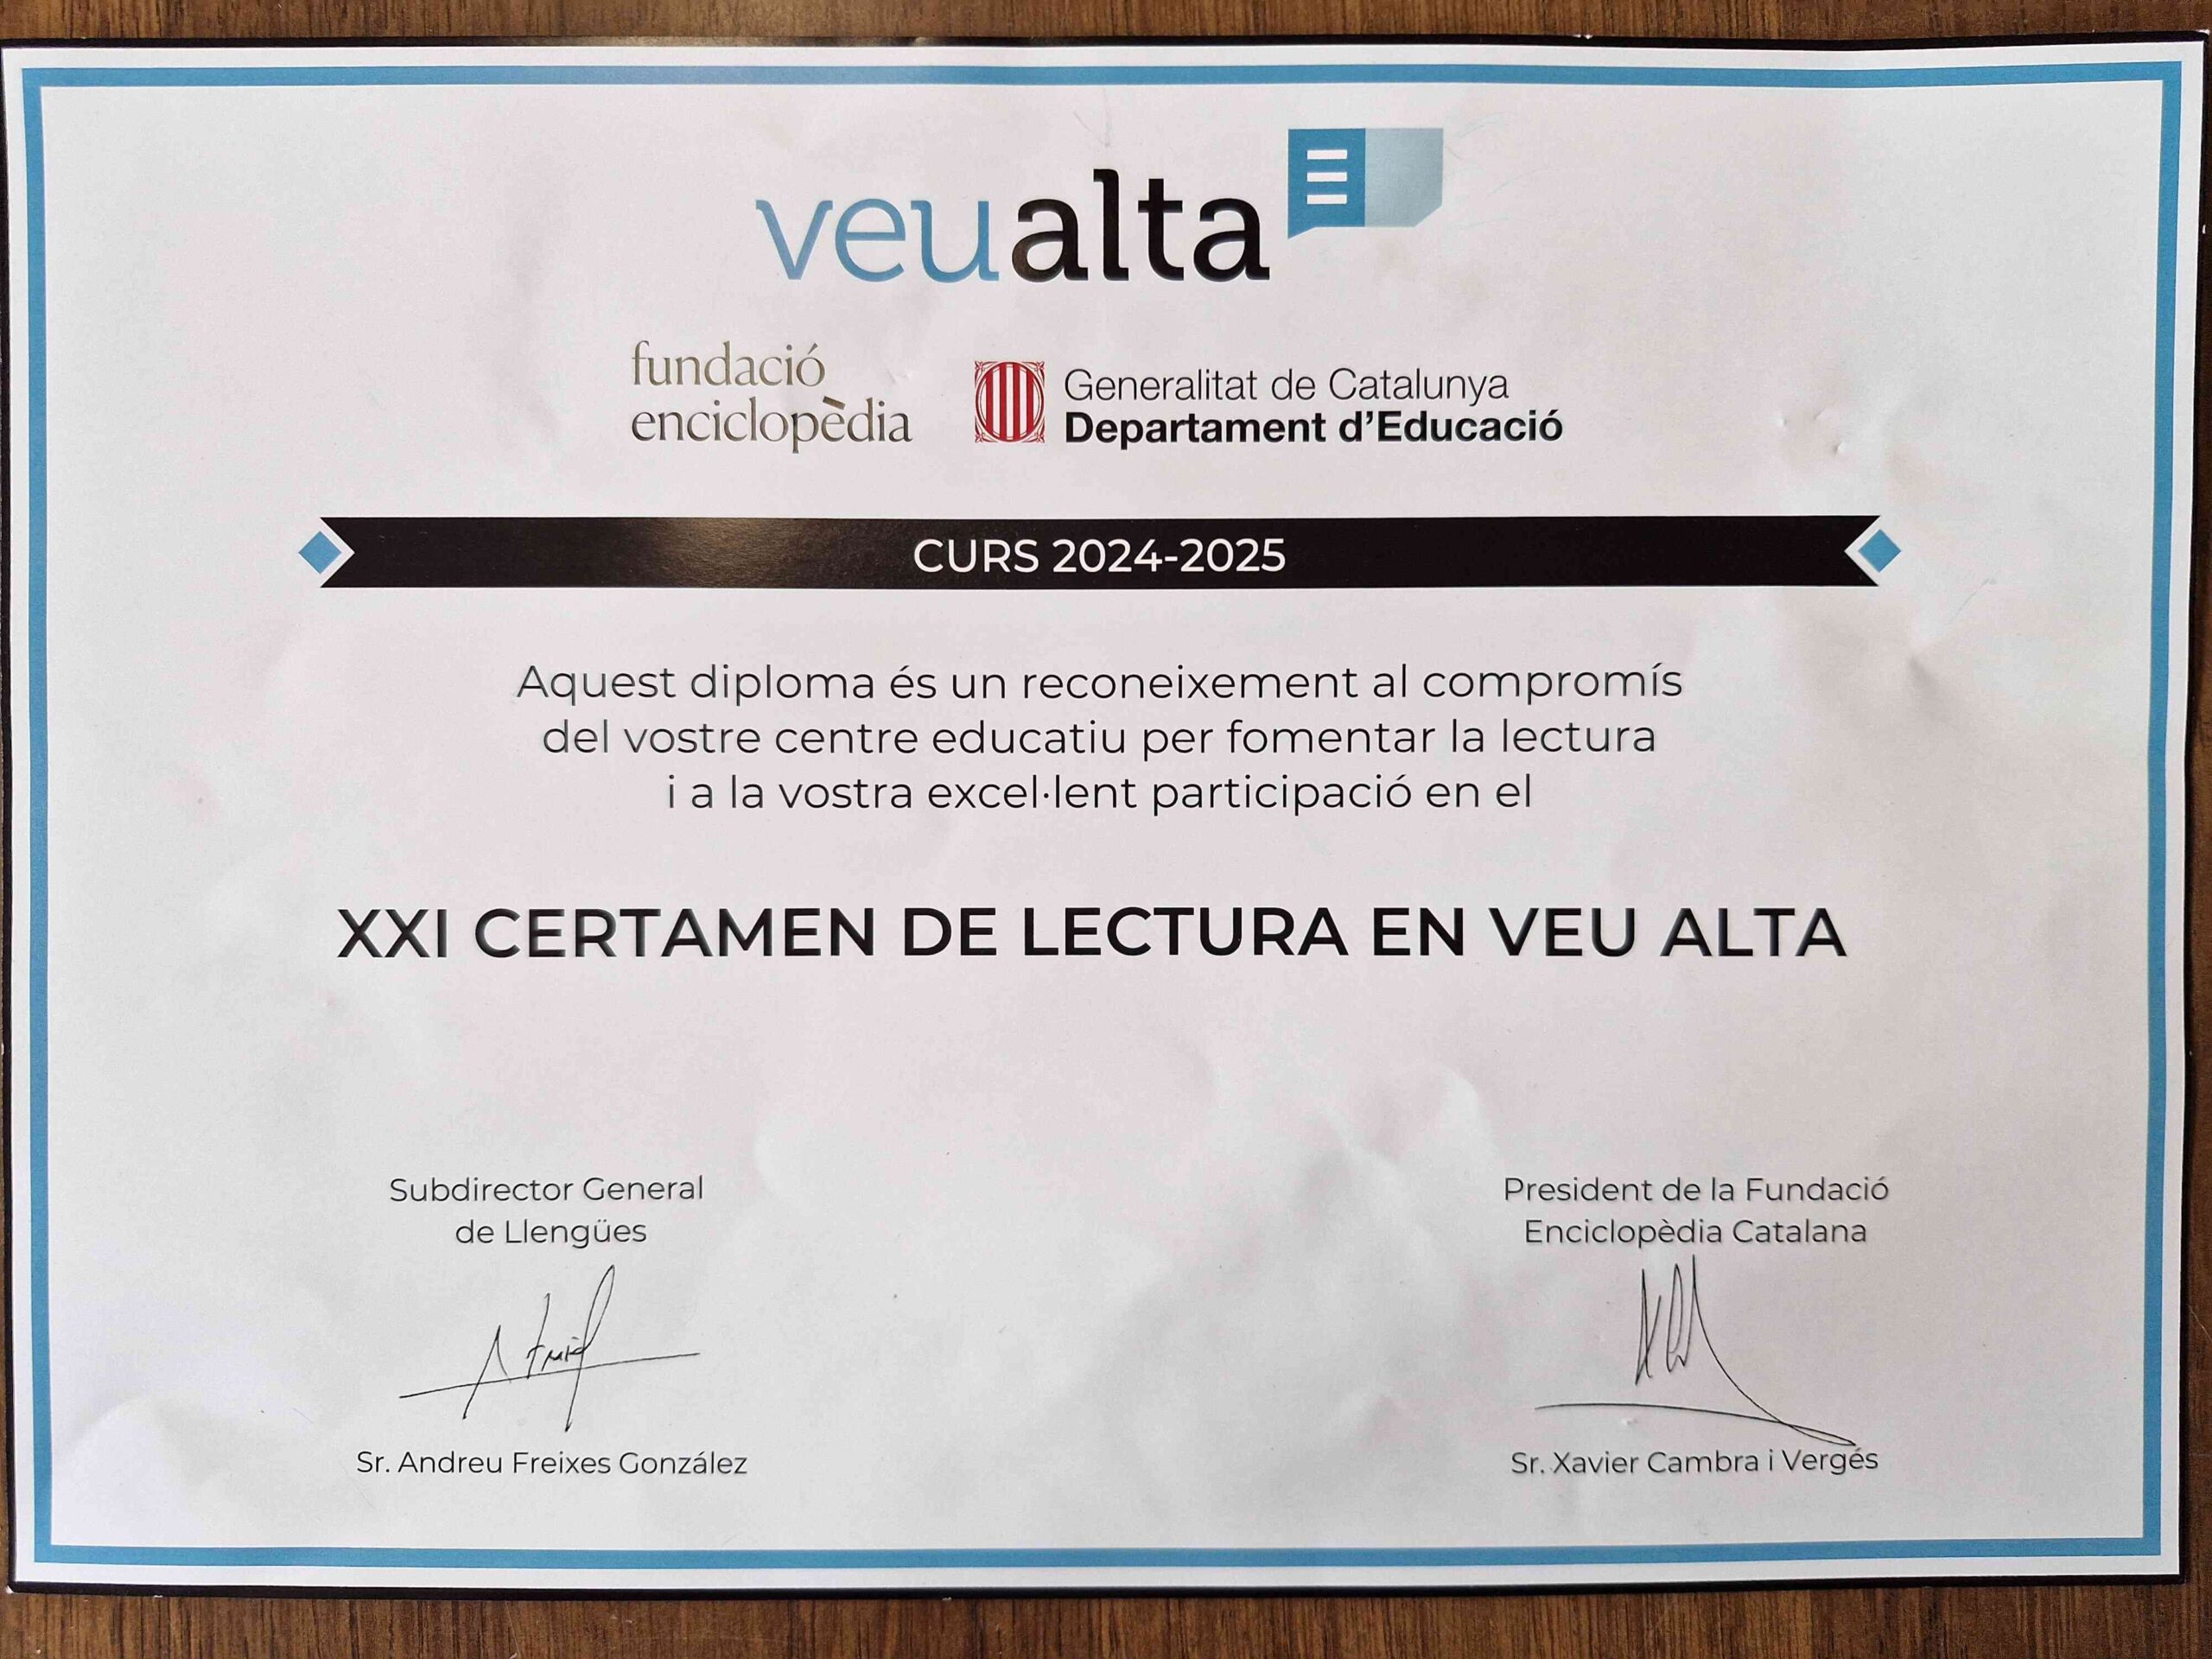 veualta
fundació
enciclopèdia
Generalitat de Catalunya
Departament d'Educació
CURS 2024-2025
Aquest diploma és un reconeixement al compromís
del vostre centre educatiu per fomentar la lectura
i a la vostra excel·lent participació en el
XXI CERTAMEN DE LECTURA EN VEU ALTA
Subdirector General
de Llengües
Sr. Andreu Freixes González
President de la Fundació
Enciclopèdia Catalana
Sr. Xavier Cambra i Vergés